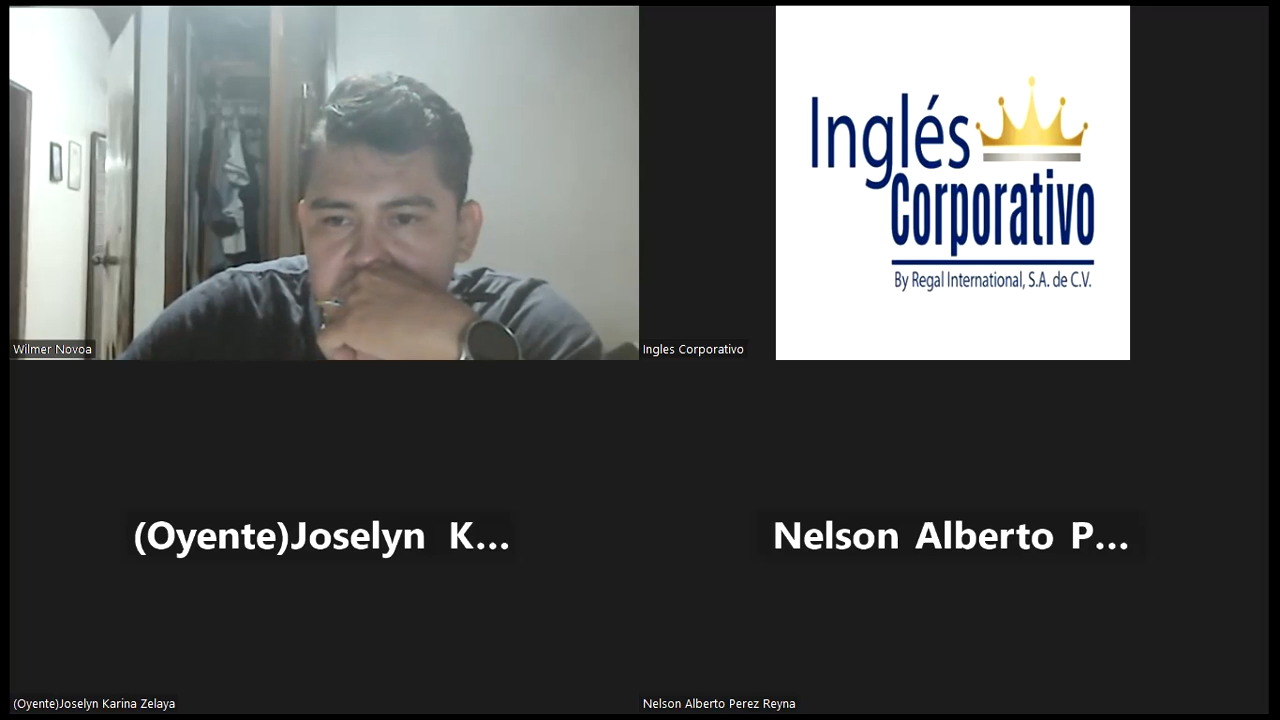 Inglés
Corporativo
By Regal International, S.A. de C.V.
Wilmer Novoa
Ingles Corporativo
(Oyente)Joselyn K...
Nelson Alberto P...
(Oyente)Joselyn Karina Zelaya
Nelson Alberto Perez Reyna